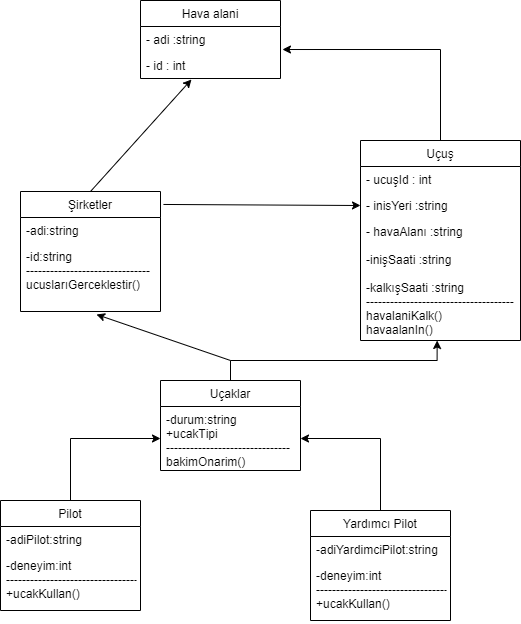 Hava alani
- adi :string
- id : int
Uçuş
- ucuşId : int
- inisYeri :string
- havaAlanı :string
-inişSaati :string
-kalkışSaati :string
havalaniKalk()
havaalanIn()
Şirketler
-adi:string
-id:string
ucuslarıGerceklestir()
Uçaklar
-durum:string
+ucakTipi
bakimOnarim()
Pilot
-adiPilot:string
-deneyim:int
+ucakKullan()
Yardımcı Pilot
-adiYardimciPilot:string
-deneyim:int
+ucakKullan()